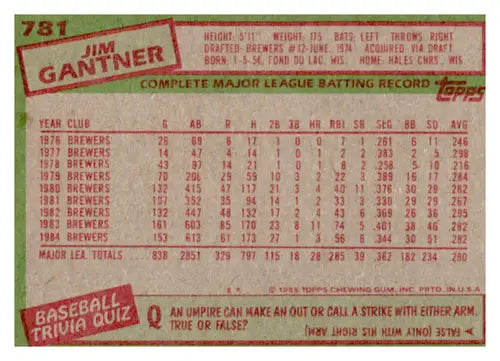 781
JIM GANTNER
HEIGHT: 5'11" WEIGHT: 175 BATS: LEFT THROWS: RIGHT
DRAFTED: BREWERS #12-JUNE, 1974 ACQUIRED: VIA DRAFT
BORN: 1-5-54, FOND DU LAC, WIS. HOME: HALES CNRS., WIS.
COMPLETE MAJOR LEAGUE BATTING RECORD Topps
YEAR CLUB G AB R H 2B 3B HR RBI SB SLG BB SO AVG
1976 BREWERS 26 69 6 17 1 0 0 7 1 .261 6 11 .246
1977 BREWERS 14 47 4 14 1 0 1 2 2 .383 2 5 .298
1978 BREWERS 43 97 14 21 1 0 1 8 2 .258 5 10 .216
1979 BREWERS 70 208 29 59 10 3 2 22 3 .389 16 17 .284
1980 BREWERS 132 415 47 117 21 3 4 40 11 .376 30 29 .282
1981 BREWERS 107 352 35 94 14 1 2 33 3 .330 29 29 .267
1982 BREWERS 132 447 48 132 17 2 4 43 6 .369 26 36 .295
1983 BREWERS 161 603 85 170 23 8 11 74 5 .401 38 46 .282
1984 BREWERS 153 613 61 173 27 1 3 56 6 .344 30 51 .282
MAJOR LEA. TOTALS 838 2851 329 797 115 18 28 285 39 .362 182 234 .280
E* © 1985 TOPPS CHEWING GUM, INC. PRTD. IN U.S.A.
BASEBALL
TRIVIA QUIZ
Q AN UMPIRE CAN MAKE AN OUT OR CALL A STRIKE WITH EITHER ARM.
TRUE OR FALSE?
A FALSE (ONLY WITH HIS RIGHT ARM)